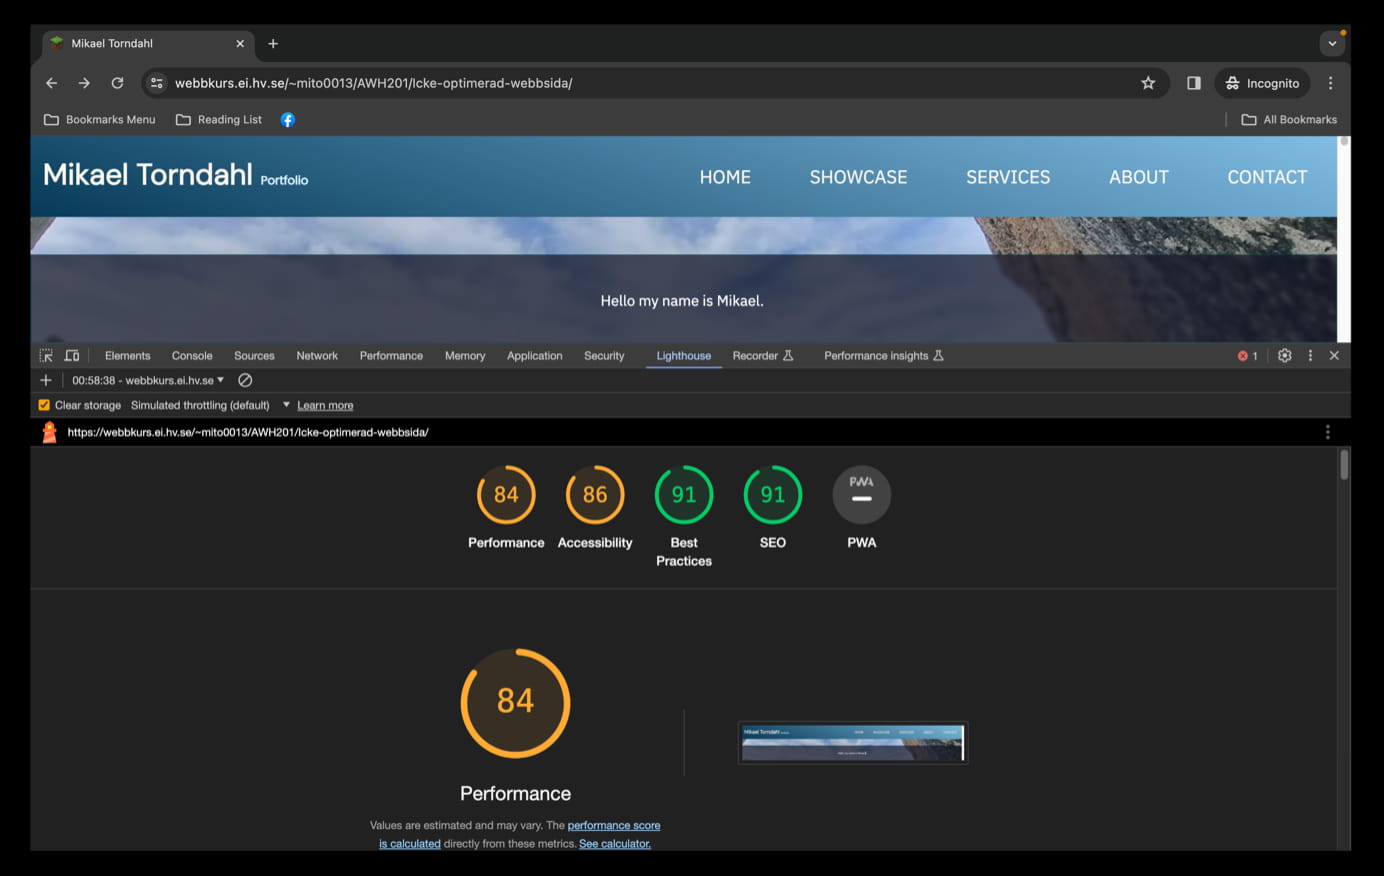 Mikael Torndahl
webbkurs.ei.hv.se/~mito0013/AWH201/Icke-optimerad-webbsida/
Incognito
Bookmarks Menu
Reading List
All Bookmarks
Mikael Torndahl Portfolio
HOME SHOWCASE SERVICES ABOUT CONTACT
Hello my name is Mikael.
Elements Console Sources Network Performance Memory Application Security Lighthouse Recorder Performance insights 1
00:58:38 - webbkurs.ei.hv.se
Clear storage Simulated throttling (default) Learn more
https://webbkurs.ei.hv.se/~mito0013/AWH201/Icke-optimerad-webbsida/
84 86 91 91 PWA
Performance Accessibility Best Practices SEO PWA
84
Performance
Values are estimated and may vary. The performance score
is calculated directly from these metrics. See calculator.